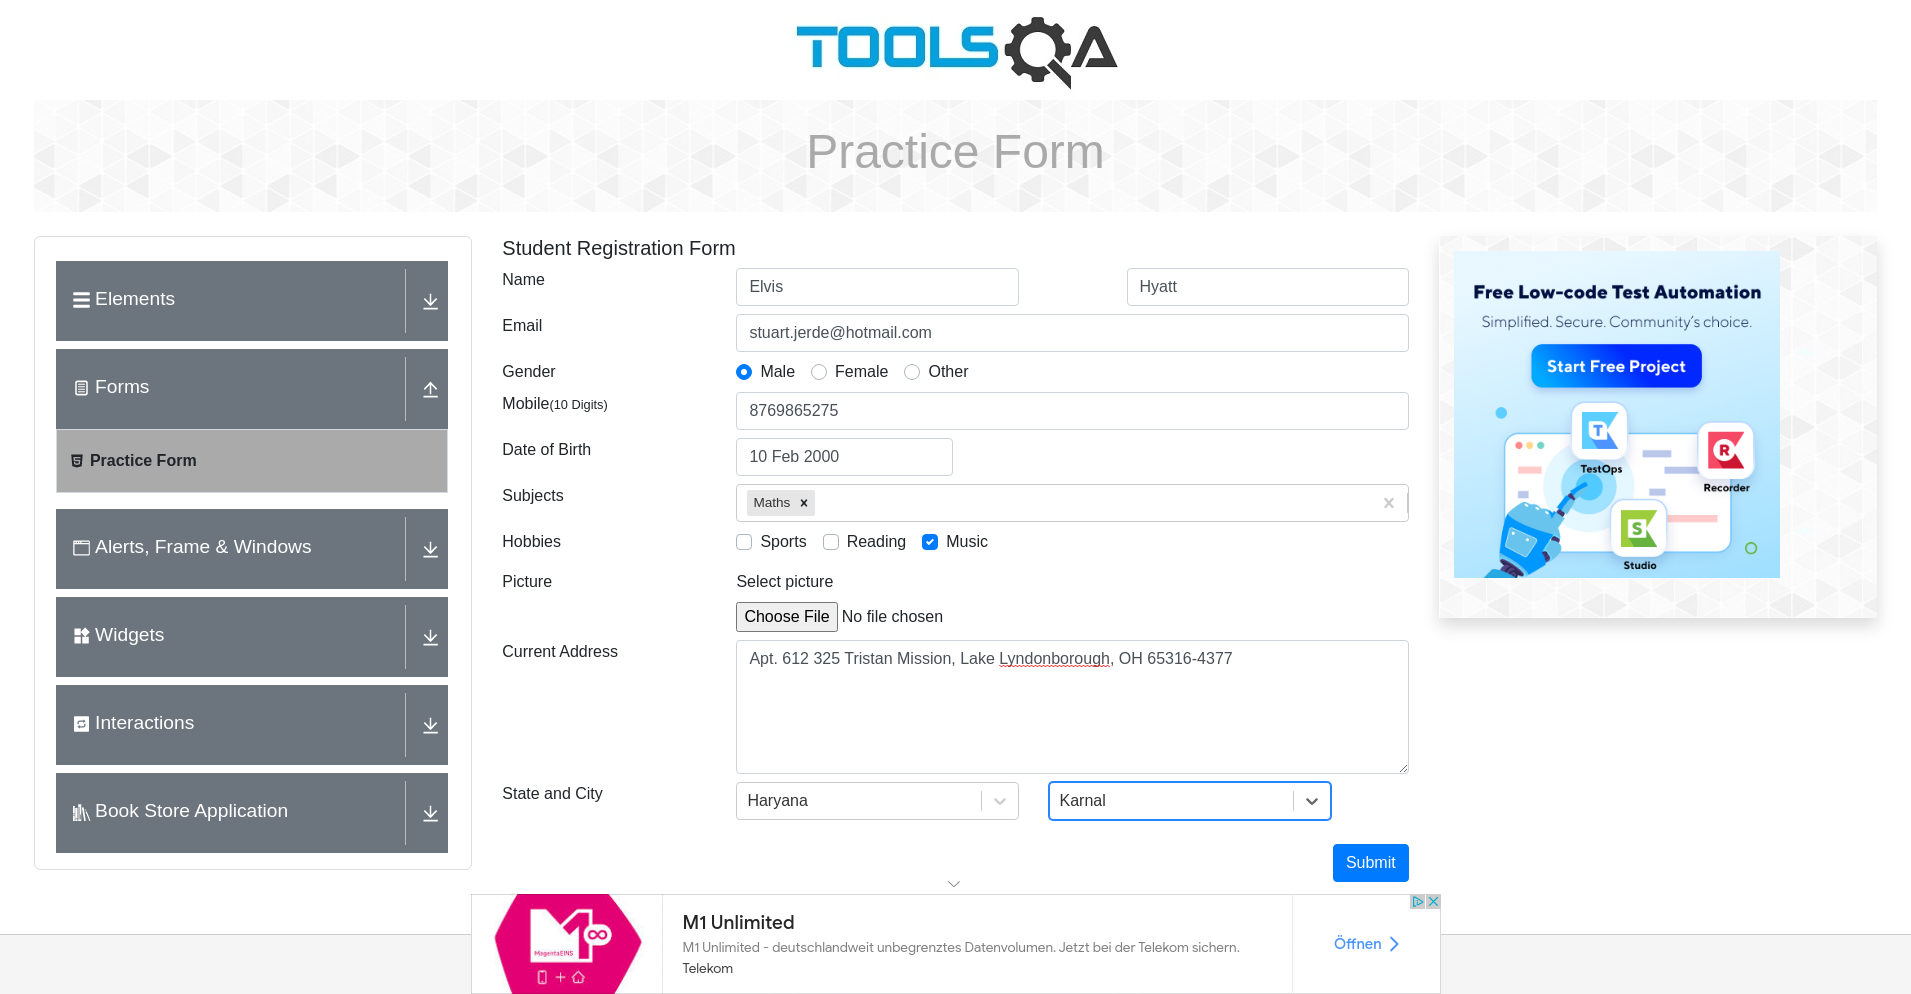 TOOLSQA
Practice Form
Elements
Forms
Practice Form
Alerts, Frame & Windows
Widgets
Interactions
Book Store Application
Student Registration Form
Name
Elvis
Hyatt
Email
stuart.jerde@hotmail.com
Gender
Male
Female
Other
Mobile(10 Digits)
8769865275
Date of Birth
10 Feb 2000
Subjects
Maths
Hobbies
Sports
Reading
Music
Picture
Select picture
Choose File No file chosen
Current Address
Apt. 612 325 Tristan Mission, Lake Lyndonborough, OH 65316-4377
State and City
Haryana
Karnal
Submit
Free Low-code Test Automation
Simplified. Secure. Community's choice.
Start Free Project
T
TestOps
R
Recorder
S
Studio
MagentaEINS
M1 Unlimited
M1 Unlimited - deutschlandweit unbegrenztes Datenvolumen. Jetzt bei der Telekom sichern.
Telekom
Öffnen